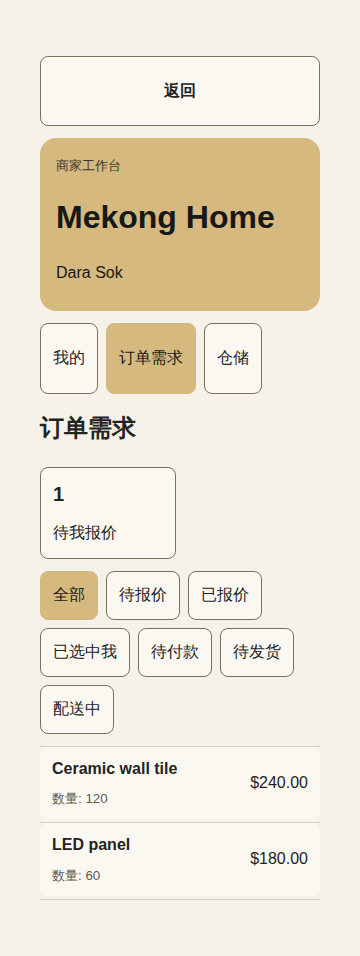 返回
商家工作台
Mekong Home
Dara Sok
我的 订单需求 仓储
订单需求
1
待我报价
全部 待报价 已报价
已选中我 待付款 待发货
配送中
Ceramic wall tile
$240.00
数量: 120
LED panel
$180.00
数量: 60